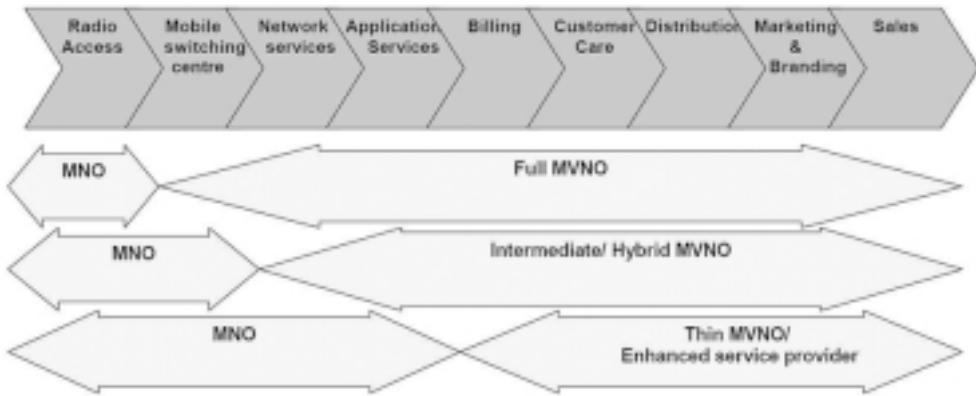 Radio
Access
Mobile
switching
centre
Network
services
Application
Services
Billing
Customer
Care
Distribution
Marketing
&
Branding
Sales
MNO
Full MVNO
MNO
Intermediate/ Hybrid MVNO
MNO
Thin MVNO/
Enhanced service provider